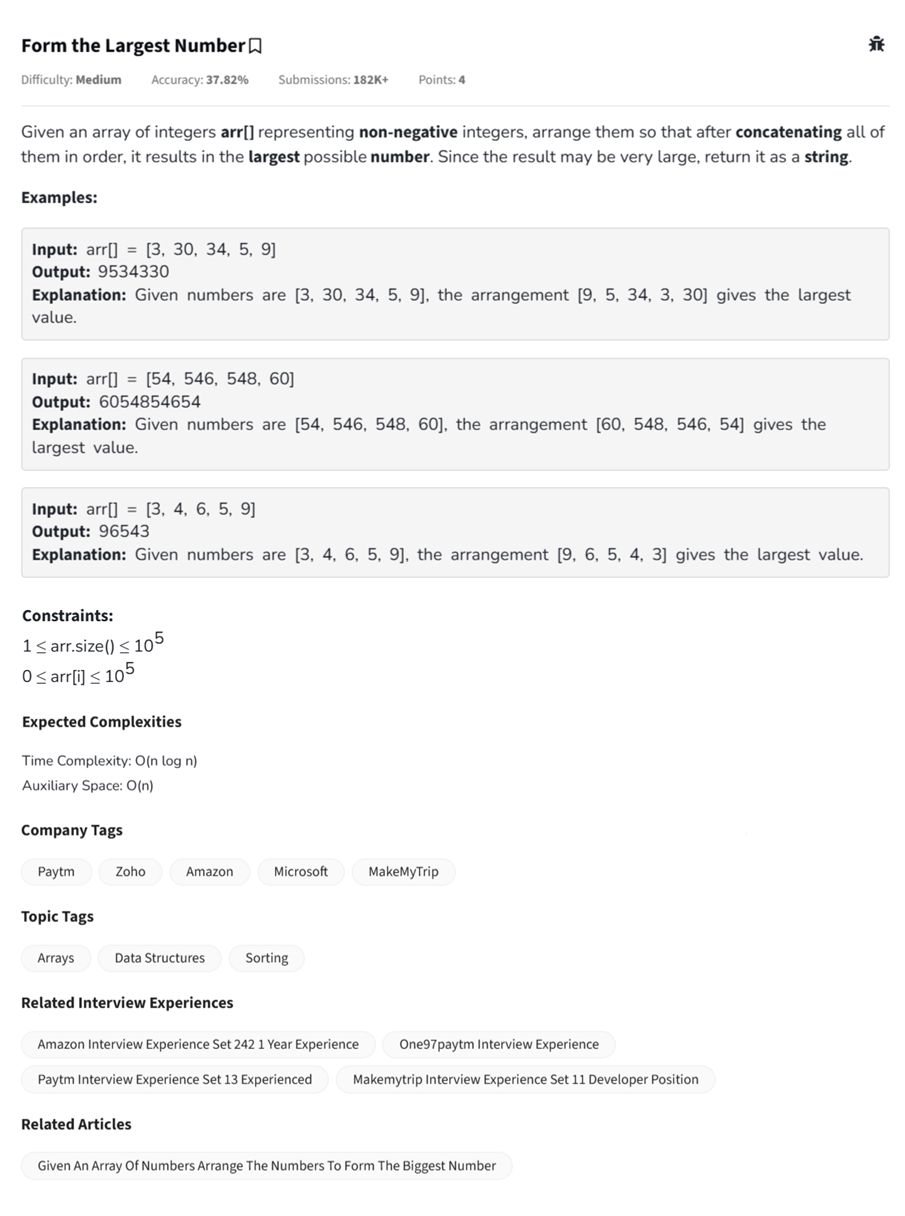 Form the Largest Number
Difficulty: Medium Accuracy: 37.82% Submissions: 182K+ Points: 4
Given an array of integers arr[] representing non-negative integers, arrange them so that after concatenating all of
them in order, it results in the largest possible number. Since the result may be very large, return it as a string.
Examples:
Input: arr[] = [3, 30, 34, 5, 9]
Output: 9534330
Explanation: Given numbers are [3, 30, 34, 5, 9], the arrangement [9, 5, 34, 3, 30] gives the largest
value.
Input: arr[] = [54, 546, 548, 60]
Output: 6054854654
Explanation: Given numbers are [54, 546, 548, 60], the arrangement [60, 548, 546, 54] gives the
largest value.
Input: arr[] = [3, 4, 6, 5, 9]
Output: 96543
Explanation: Given numbers are [3, 4, 6, 5, 9], the arrangement [9, 6, 5, 4, 3] gives the largest value.
Constraints:
1 ≤ arr.size() ≤ 10⁵
0 ≤ arr[i] ≤ 10⁵
Expected Complexities
Time Complexity: O(n log n)
Auxiliary Space: O(n)
Company Tags
Paytm Zoho Amazon Microsoft MakeMyTrip
Topic Tags
Arrays Data Structures Sorting
Related Interview Experiences
Amazon Interview Experience Set 242 1 Year Experience One97paytm Interview Experience
Paytm Interview Experience Set 13 Experienced Makemytrip Interview Experience Set 11 Developer Position
Related Articles
Given An Array Of Numbers Arrange The Numbers To Form The Biggest Number